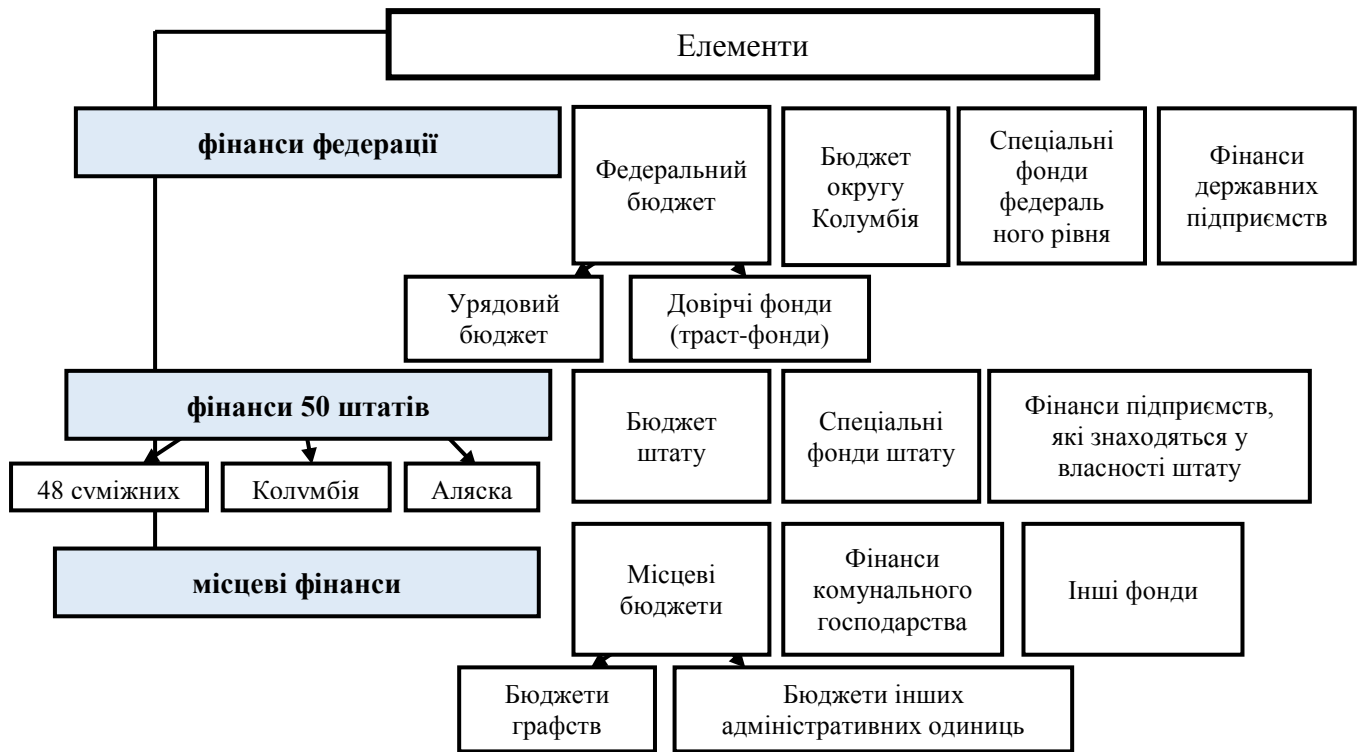 Елементи
фінанси федерації
Федеральний
бюджет
Бюджет
округу
Колумбія
Спеціальні
фонди
федераль
ного рівня
Фінанси
державних
підприємств
Урядовий
бюджет
Довірчі фонди
(траст-фонди)
фінанси 50 штатів
Бюджет
штату
Спеціальні
фонди штату
Фінанси підприємств,
які знаходяться у
власності штату
48 суміжних
Колумбія
Аляска
місцеві фінанси
Місцеві
бюджети
Фінанси
комунального
господарства
Інші фонди
Бюджети
графств
Бюджети інших
адміністративних одиниць